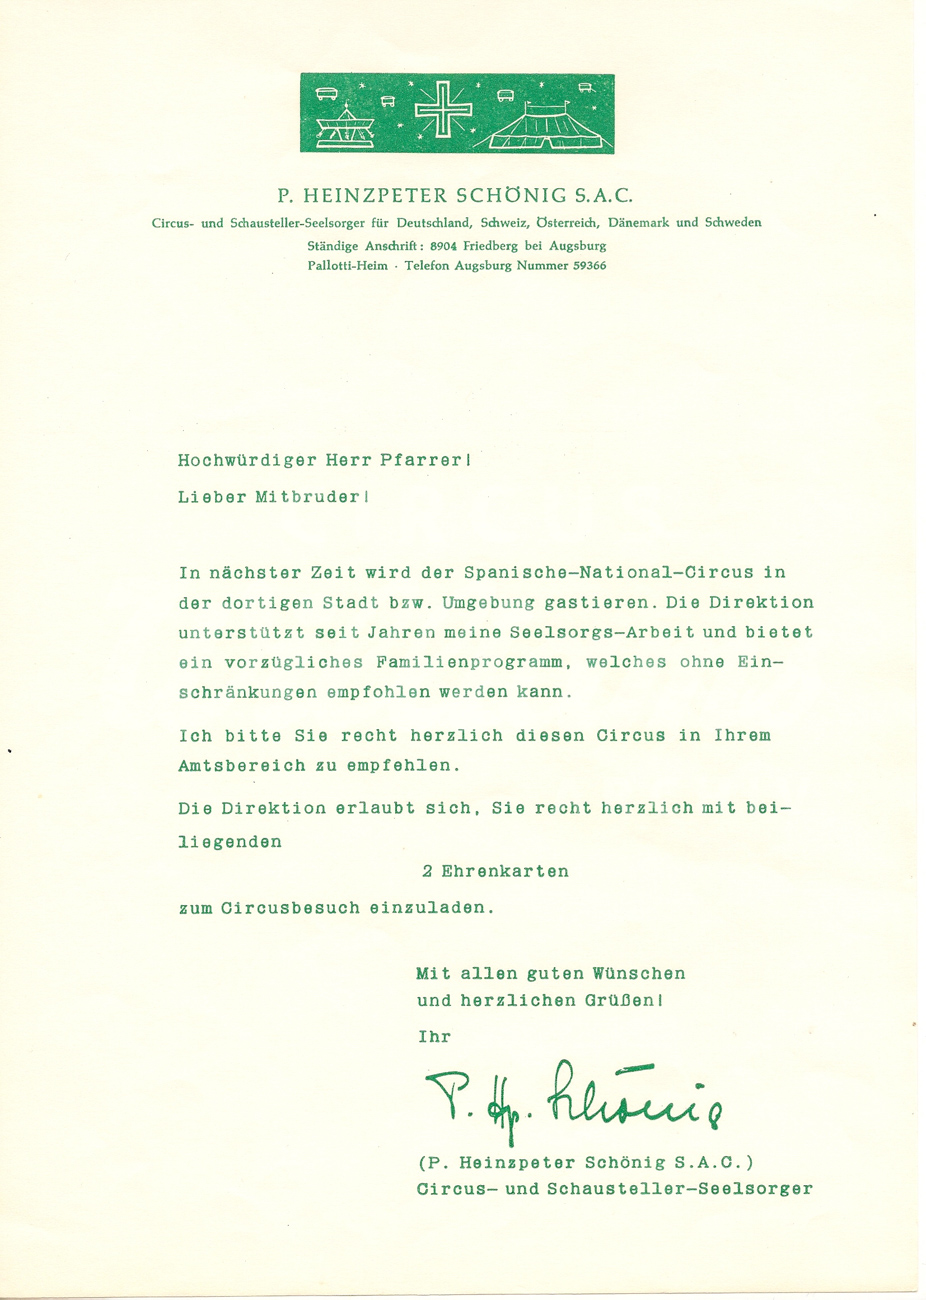 P. HEINZPETER SCHÖNIG S.A.C.
Circus- und Schausteller-Seelsorger für Deutschland, Schweiz, Österreich, Dänemark und Schweden
Ständige Anschrift: 8904 Friedberg bei Augsburg
Pallotti-Heim · Telefon Augsburg Nummer 59366
Hochwürdiger Herr Pfarrer!
Lieber Mitbruder!
In nächster Zeit wird der Spanische-National-Circus in
der dortigen Stadt bzw. Umgebung gastieren. Die Direktion
unterstützt seit Jahren meine Seelsorgs-Arbeit und bietet
ein vorzügliches Familienprogramm, welches ohne Ein-
schränkungen empfohlen werden kann.
Ich bitte Sie recht herzlich diesen Circus in Ihrem
Amtsbereich zu empfehlen.
Die Direktion erlaubt sich, Sie recht herzlich mit bei-
liegenden
2 Ehrenkarten
zum Circusbesuch einzuladen.
Mit allen guten Wünschen
und herzlichen Grüßen!
Ihr
P. Hp. Schönig
(P. Heinzpeter Schönig S.A.C.)
Circus- und Schausteller-Seelsorger